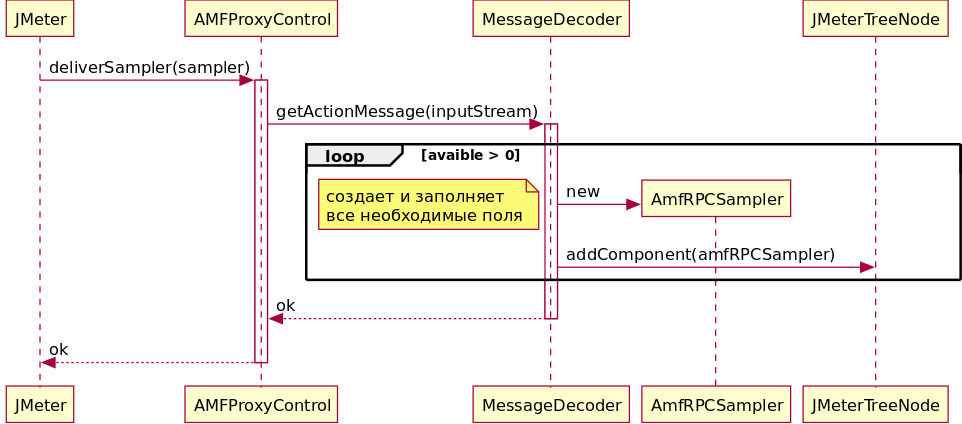 JMeter AMFProxyControl MessageDecoder JMeterTreeNode
deliverSampler(sampler)
getActionMessage(inputStream)
loop [avaible > 0]
создает и заполняет
все необходимые поля
new
AmfRPCSampler
addComponent(amfRPCSampler)
ok
ok
JMeter AMFProxyControl MessageDecoder AmfRPCSampler JMeterTreeNode